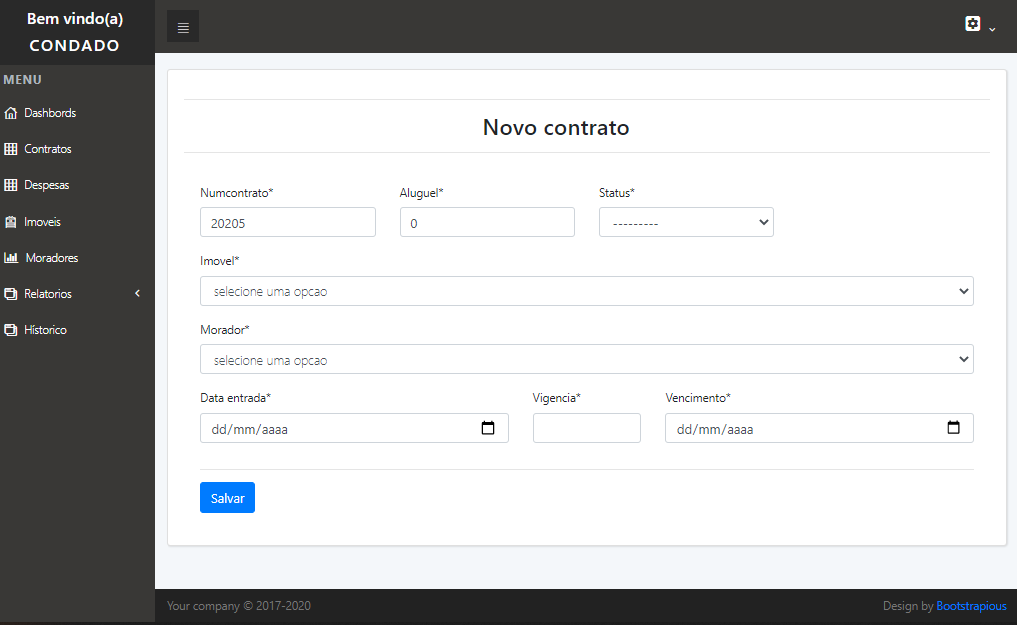 Bem vindo(a)
CONDADO
MENU
Dashbords
Contratos
Despesas
Imoveis
Moradores
Relatorios
Hístorico
Novo contrato
Numcontrato* Aluguel* Status*
20205 0 ---------
Imovel*
selecione uma opcao
Morador*
selecione uma opcao
Data entrada* Vigencia* Vencimento*
dd/mm/aaaa dd/mm/aaaa
Salvar
Your company © 2017-2020 Design by Bootstrapious